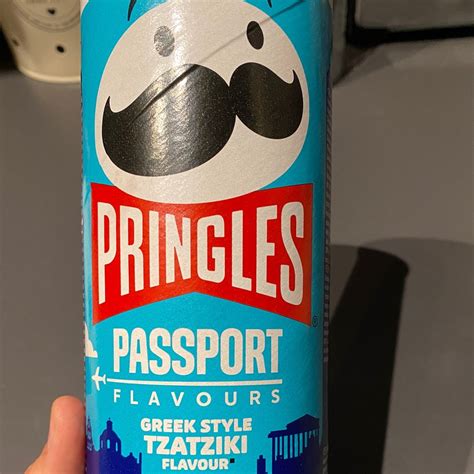 PRINGLES
®
PASSPORT
FLAVOURS
GREEK STYLE
TZATZIKI
FLAVOUR